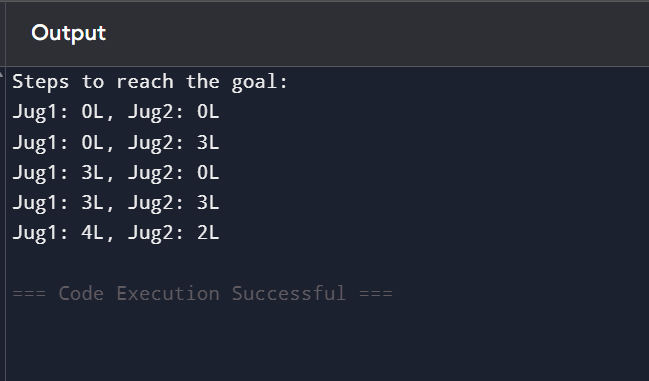 Output
Steps to reach the goal:
Jug1: 0L, Jug2: 0L
Jug1: 0L, Jug2: 3L
Jug1: 3L, Jug2: 0L
Jug1: 3L, Jug2: 3L
Jug1: 4L, Jug2: 2L
=== Code Execution Successful ===